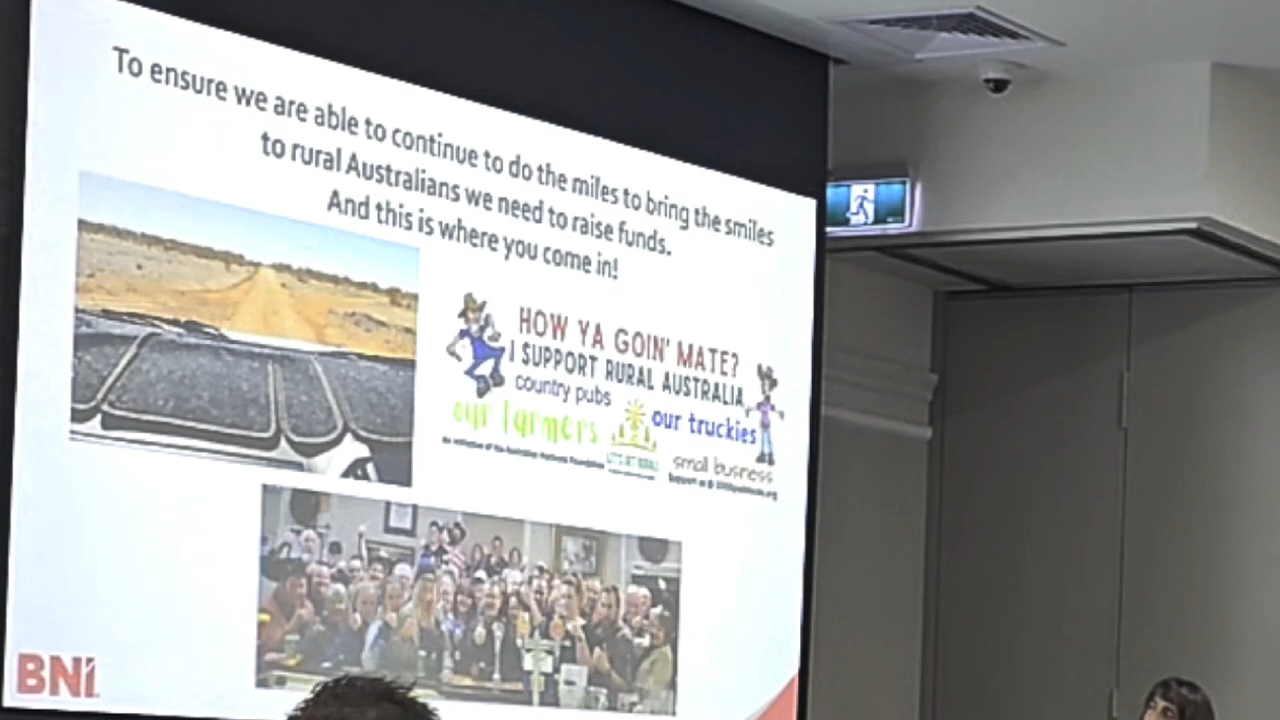 To ensure we are able to continue to do the miles to bring the smiles
to rural Australians we need to raise funds.
And this is where you come in!
HOW YA GOIN' MATE?
I SUPPORT RURAL AUSTRALIA
country pubs
our farmers
our truckies
small business
BNI